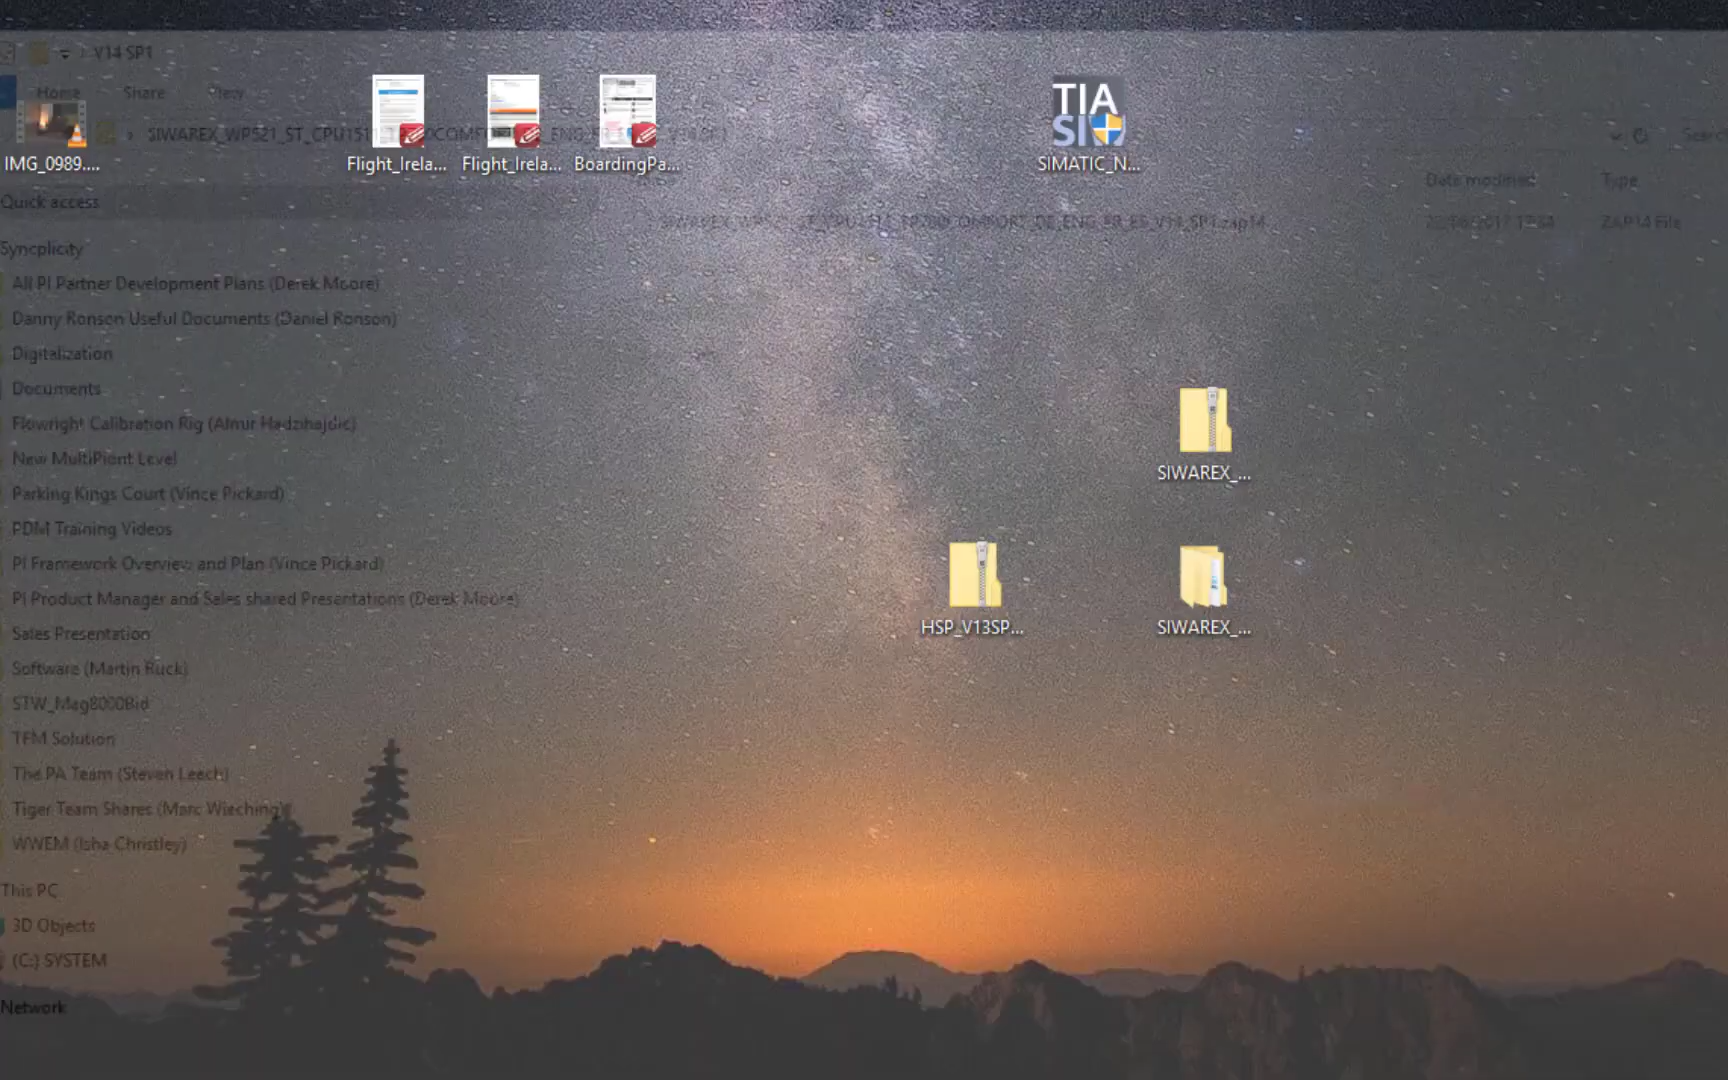 V14 SP1
Home Share View
SIWAREX_WP521_ST_CPU151
Search
IMG_0989....
Flight_Irela...
Flight_Irela...
BoardingPa...
TIA
SI
SIMATIC_N...
Date modified Type
ZAP14 File
Quick access
Syncplicity
All PI Partner Development Plans (Derek Moore)
Danny Ronson Useful Documents (Daniel Ronson)
Digitalization
Documents
Flowright Calibration Rig (Almir Hadzihajdic)
New MultiPiont Level
Parking Kings Court (Vince Pickard)
PDM Training Videos
PI Framework Overview and Plan (Vince Pickard)
PI Product Manager and Sales shared Presentations (Derek Moore)
Sales Presentation
Software (Martin Ruck)
STW_Mag8000Bid
TFM Solution
The PA Team (Steven Leech)
Tiger Team Shares (Marc Wieching)
WWEM (Isha Christley)
This PC
3D Objects
(C:) SYSTEM
Network
SIWAREX_...
HSP_V13SP...
SIWAREX_...